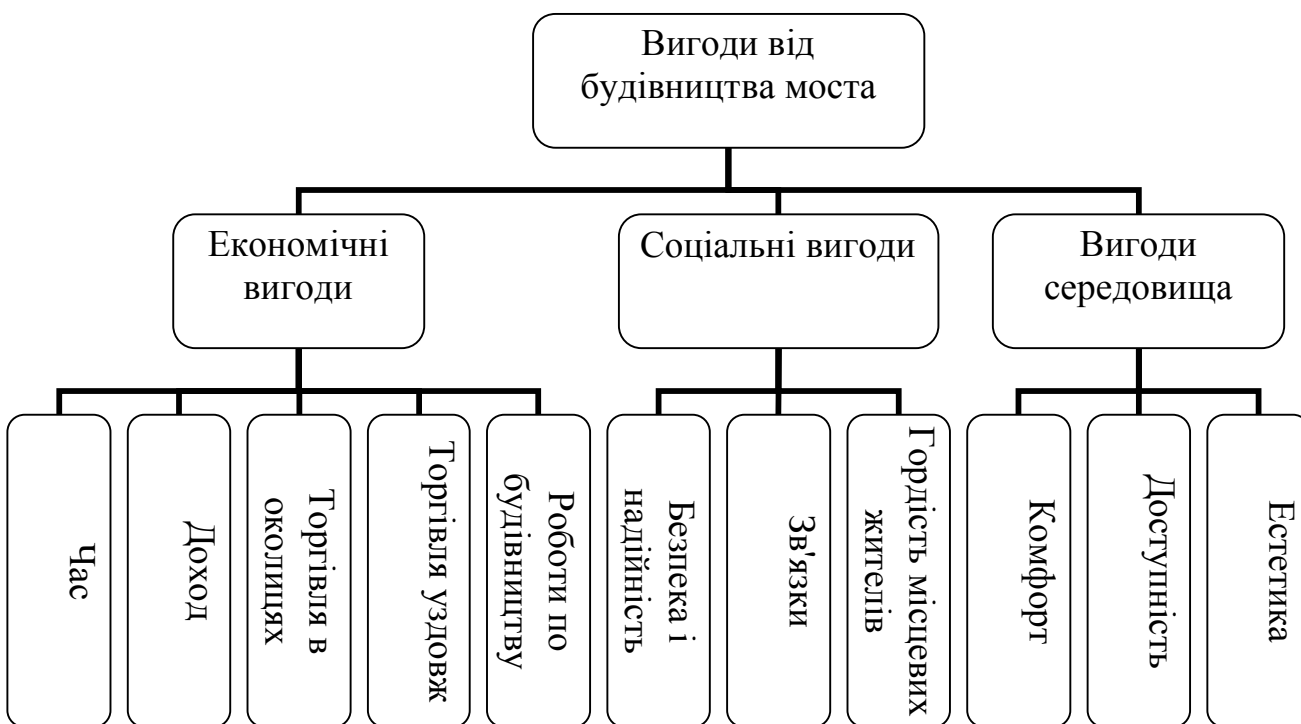 Вигоди від
будівництва моста
Економічні
вигоди
Соціальні вигоди
Вигоди
середовища
Час
Доход
Торгівля в
околицях
Торгівля уздовж
Роботи по
будівництву
Безпека і
надійність
Зв'язки
Гордість місцевих
жителів
Комфорт
Доступність
Естетика